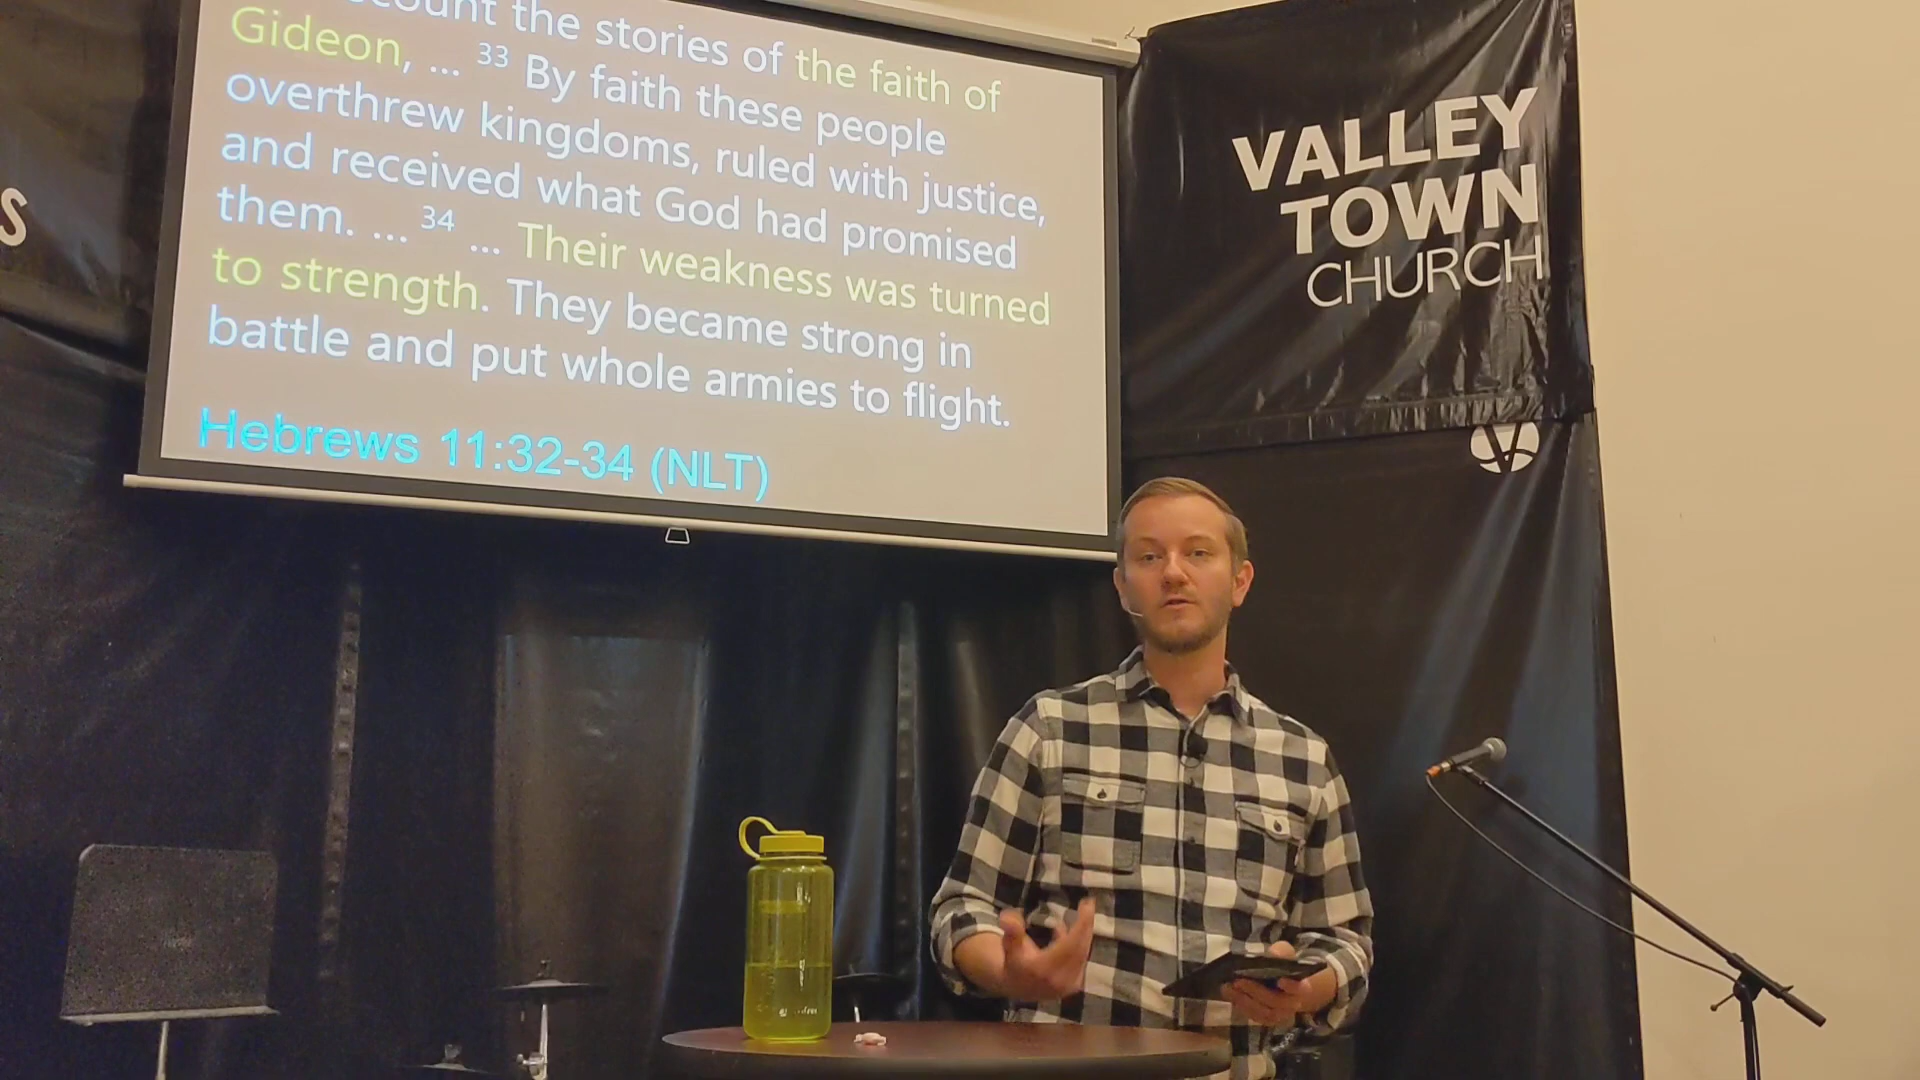 the stories of the faith of
Gideon, ... 33 By faith these people
overthrew kingdoms, ruled with justice,
and received what God had promised
them. ... 34 ... Their weakness was turned
to strength. They became strong in
battle and put whole armies to flight.
Hebrews 11:32-34 (NLT)
VALLEY
TOWN
CHURCH
S